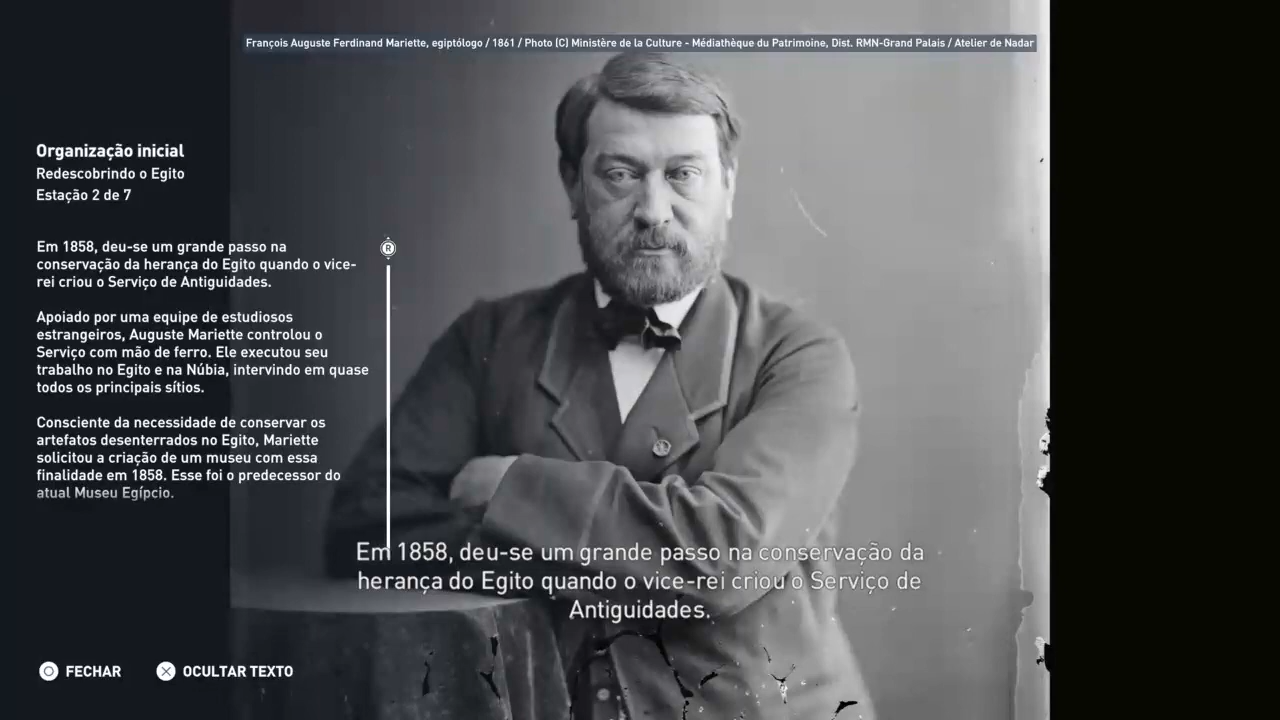 François Auguste Ferdinand Mariette, egiptólogo / 1861 / Photo (C) Ministère de la Culture - Médiathèque du Patrimoine, Dist. RMN-Grand Palais / Atelier de Nadar
Organização inicial
Redescobrindo o Egito
Estação 2 de 7
Em 1858, deu-se um grande passo na
conservação da herança do Egito quando o vice-
rei criou o Serviço de Antiguidades.
Apoiado por uma equipe de estudiosos
estrangeiros, Auguste Mariette controlou o
Serviço com mão de ferro. Ele executou seu
trabalho no Egito e na Núbia, intervindo em quase
todos os principais sítios.
Consciente da necessidade de conservar os
artefatos desenterrados no Egito, Mariette
solicitou a criação de um museu com essa
finalidade em 1858. Esse foi o predecessor do
atual Museu Egípcio.
R
Em 1858, deu-se um grande passo na conservação da
herança do Egito quando o vice-rei criou o Serviço de
Antiguidades.
FECHAR
OCULTAR TEXTO